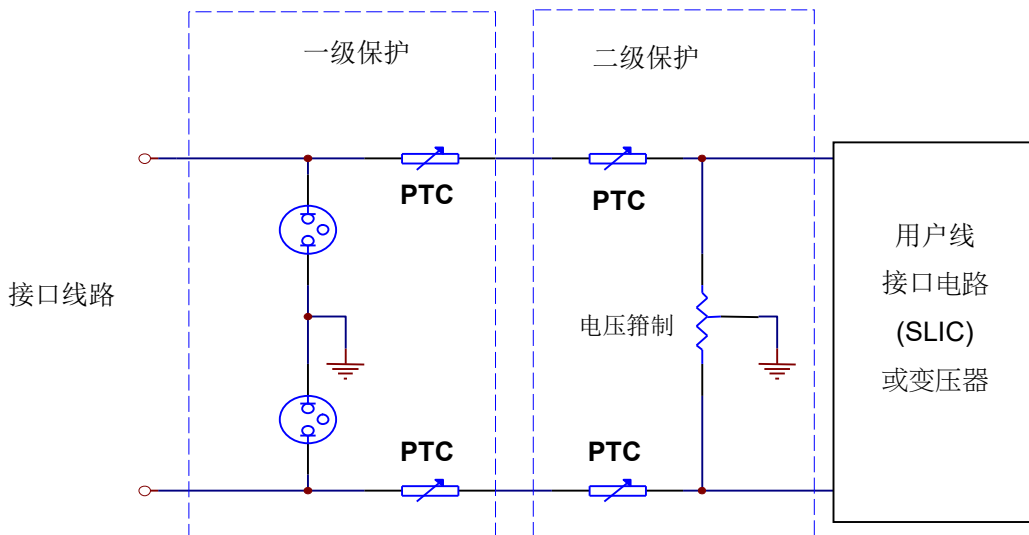 一级保护
二级保护
PTC
PTC
接口线路
电压箝制
用户线
接口电路
(SLIC)
或变压器
PTC
PTC